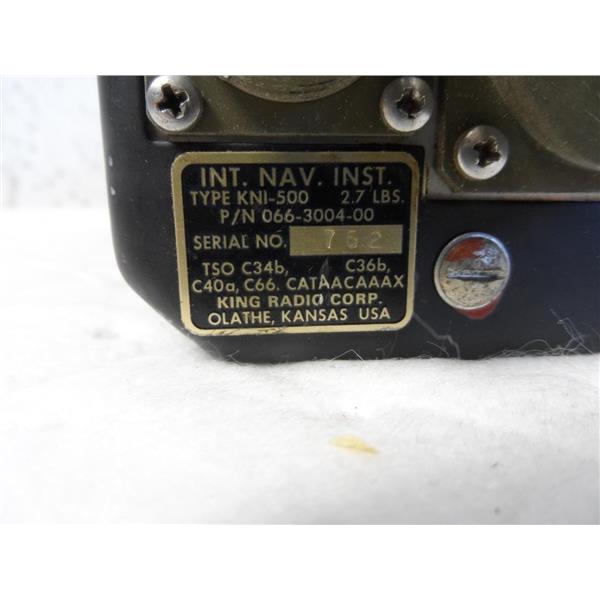 INT. NAV. INST.
TYPE KNI-500 2.7 LBS.
P/N 066-3004-00
SERIAL NO. 762
TSO C34b, C36b,
C40a, C66. CATAACAAAX
KING RADIO CORP.
OLATHE, KANSAS USA